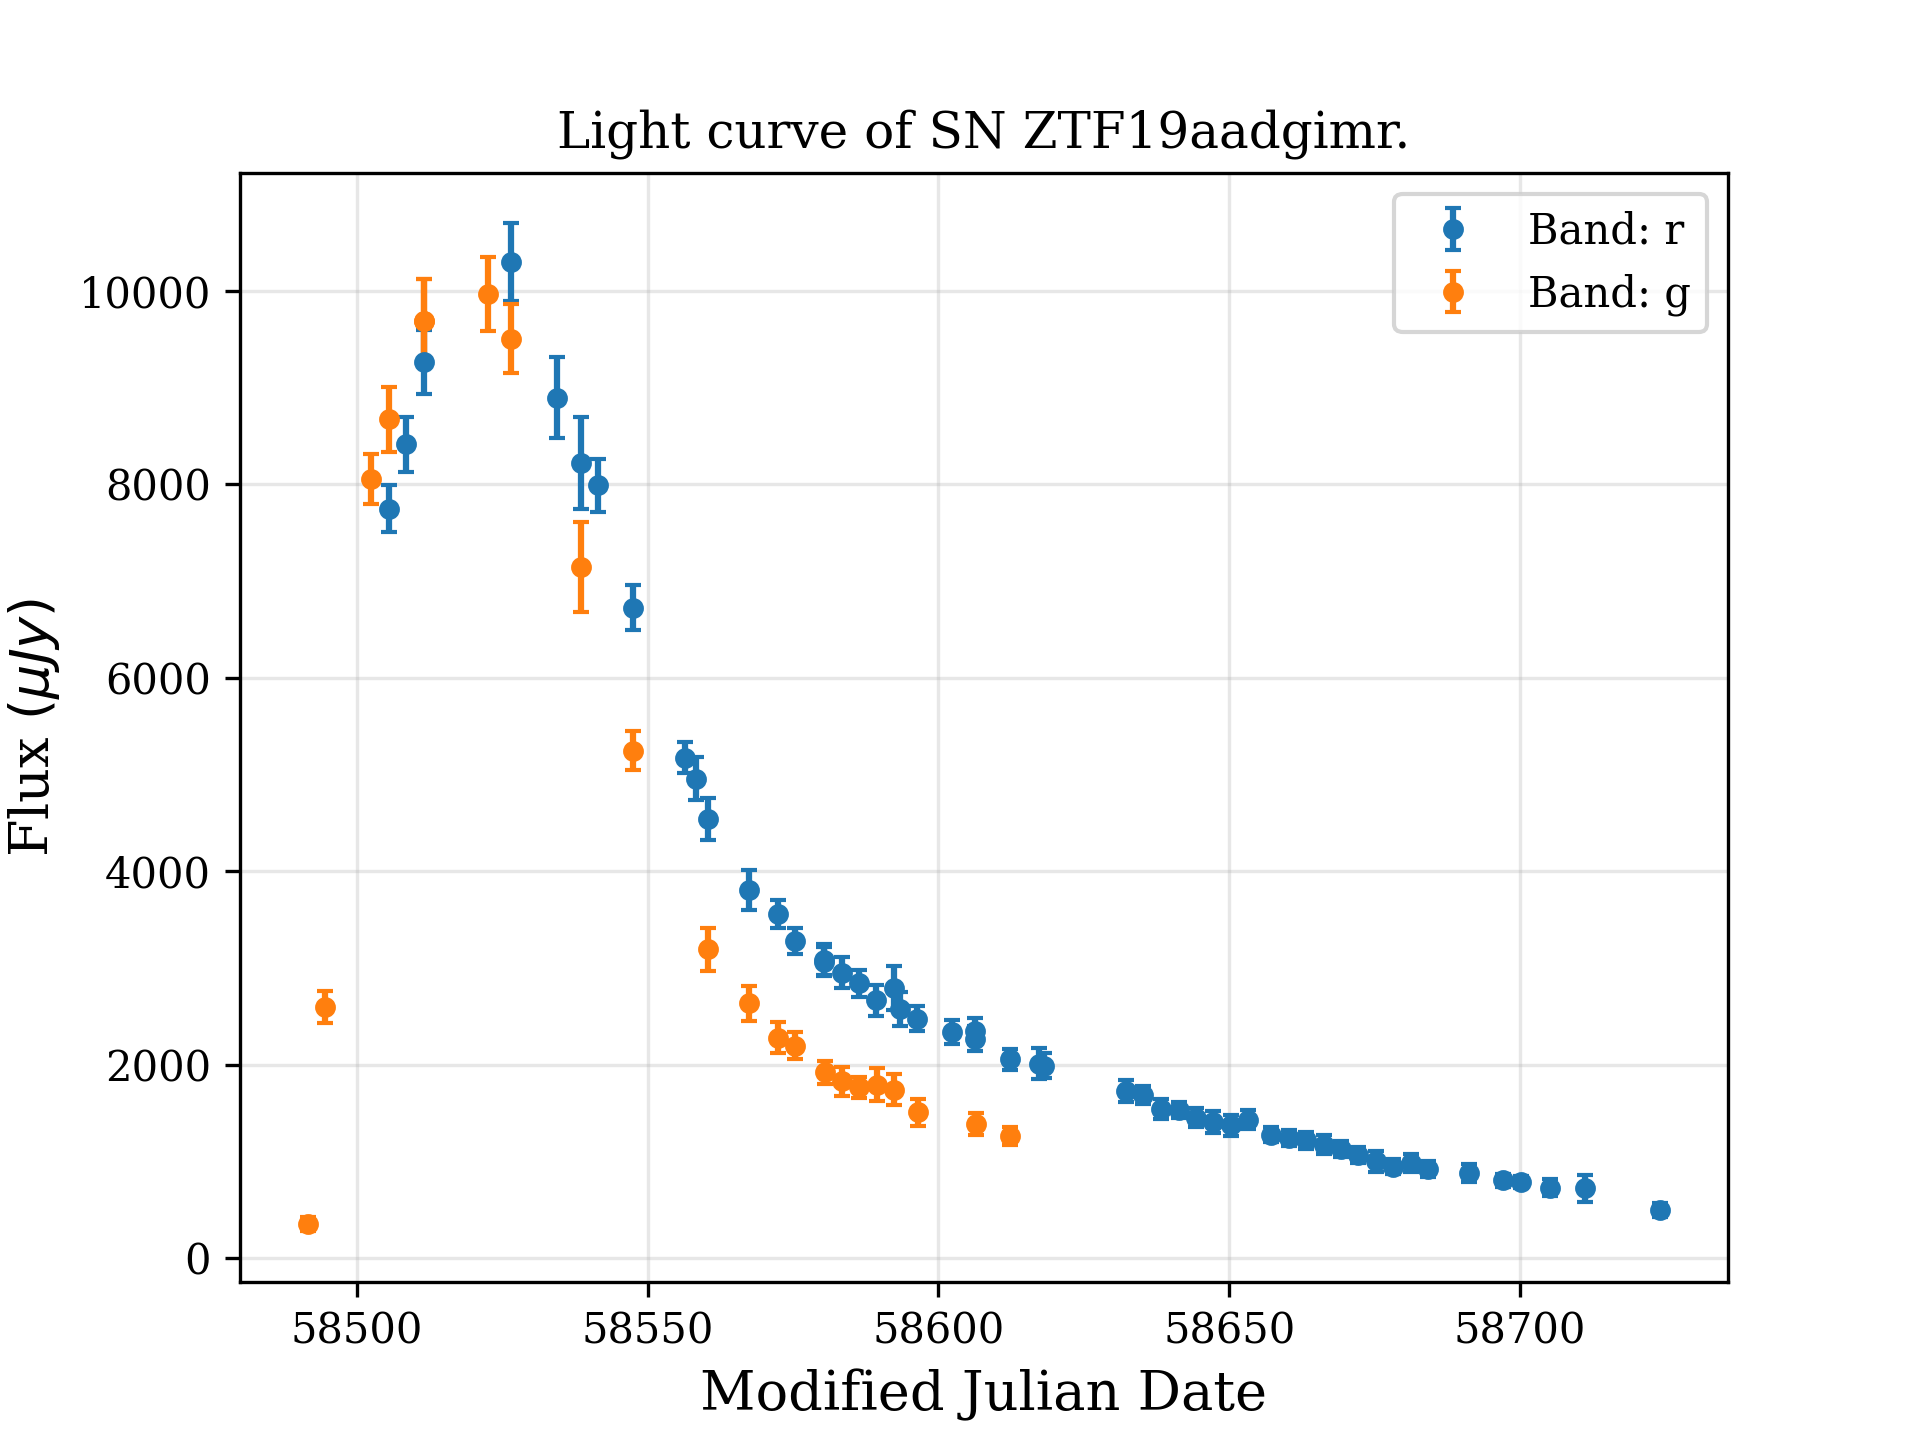 Light curve of SN ZTF19aadgimr.
Band: r
Band: g
Flux (μJy)
10000
8000
6000
4000
2000
0
58500 58550 58600 58650 58700
Modified Julian Date